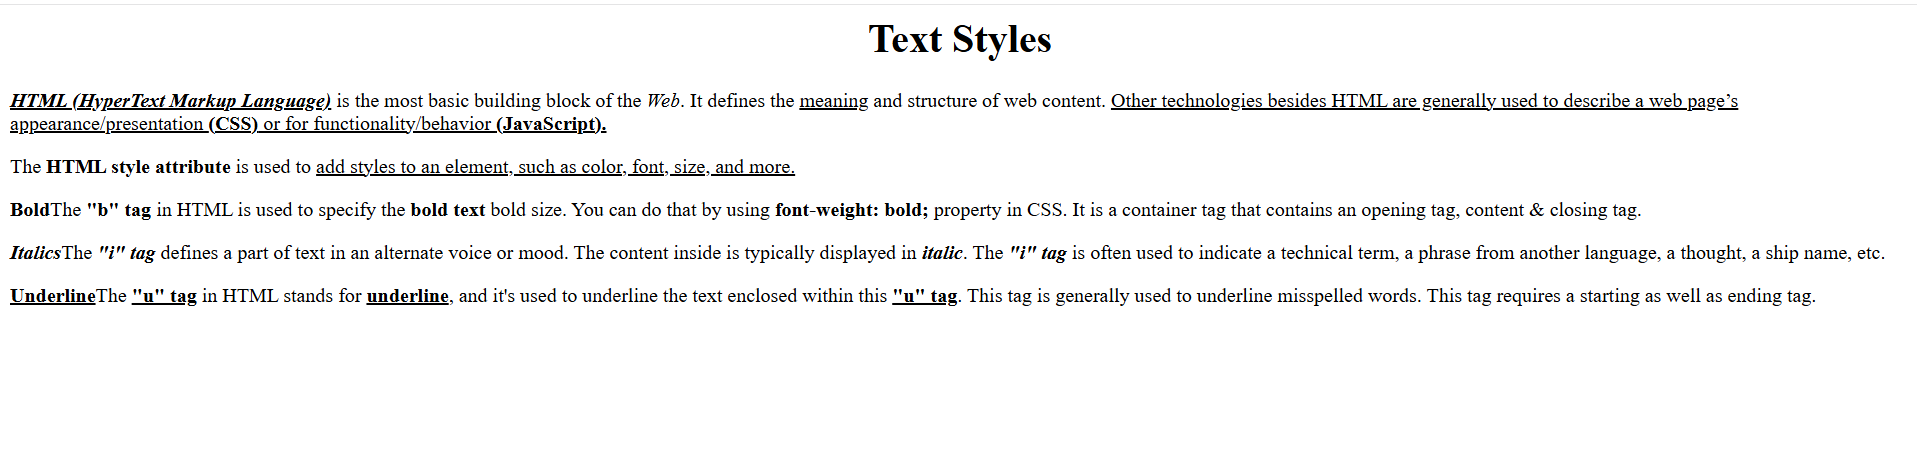 Text Styles
HTML (HyperText Markup Language) is the most basic building block of the Web. It defines the meaning and structure of web content. Other technologies besides HTML are generally used to describe a web page’s
appearance/presentation (CSS) or for functionality/behavior (JavaScript).
The HTML style attribute is used to add styles to an element, such as color, font, size, and more.
BoldThe "b" tag in HTML is used to specify the bold text bold size. You can do that by using font-weight: bold; property in CSS. It is a container tag that contains an opening tag, content & closing tag.
ItalicsThe "i" tag defines a part of text in an alternate voice or mood. The content inside is typically displayed in italic. The "i" tag is often used to indicate a technical term, a phrase from another language, a thought, a ship name, etc.
UnderlineThe "u" tag in HTML stands for underline, and it's used to underline the text enclosed within this "u" tag. This tag is generally used to underline misspelled words. This tag requires a starting as well as ending tag.